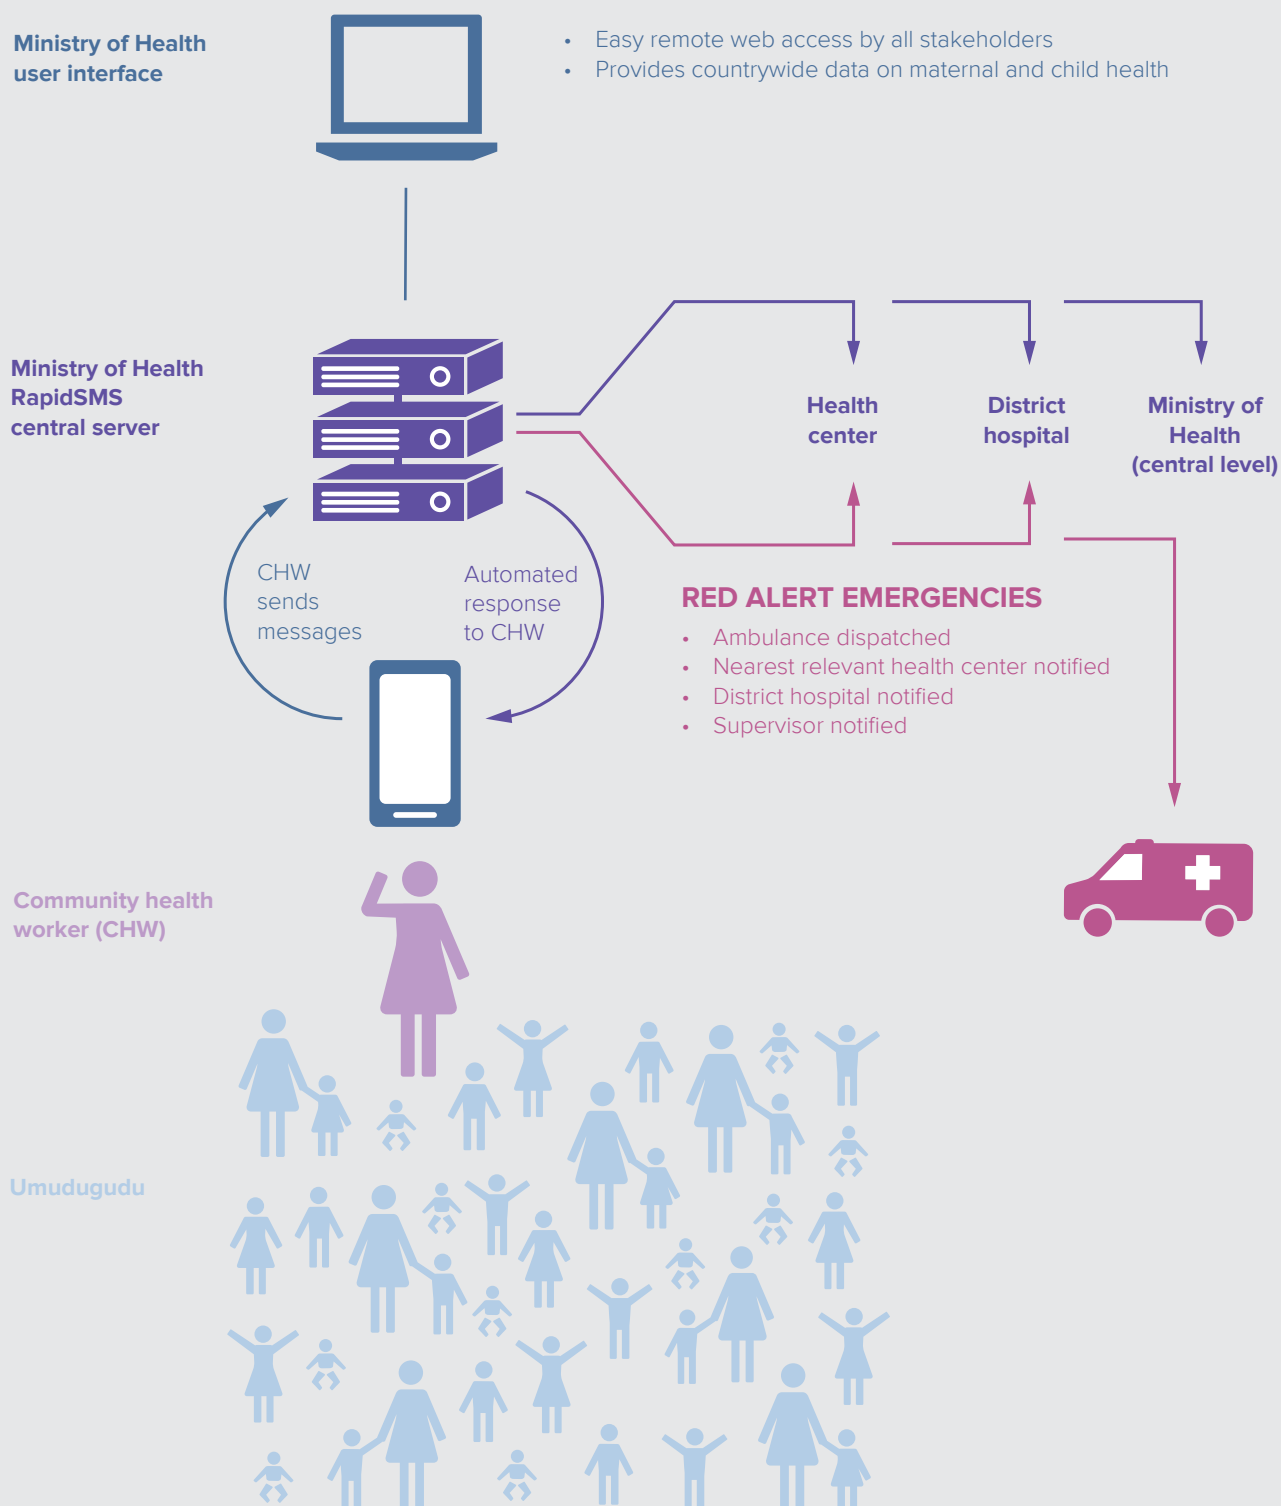 Ministry of Health
user interface
• Easy remote web access by all stakeholders
• Provides countrywide data on maternal and child health
Ministry of Health
RapidSMS
central server
Health
center
District
hospital
Ministry of
Health
(central level)
CHW
sends
messages
Automated
response
to CHW
RED ALERT EMERGENCIES
• Ambulance dispatched
• Nearest relevant health center notified
• District hospital notified
• Supervisor notified
Community health
worker (CHW)
Umudugudu